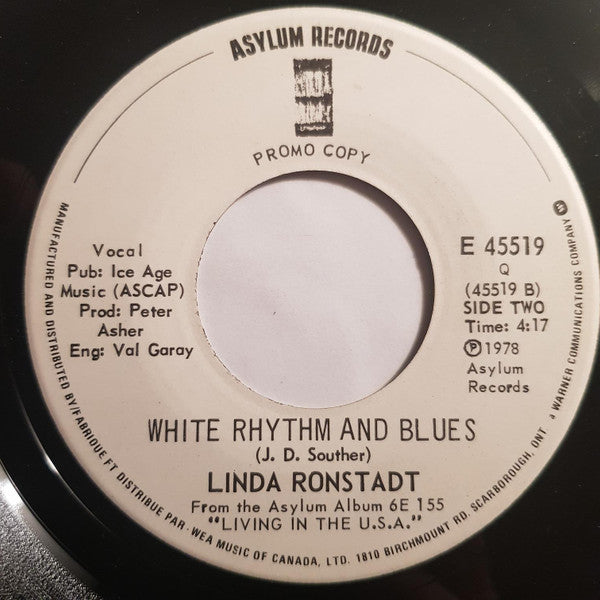 ASYLUM RECORDS
PROMO COPY
Vocal
Pub: Ice Age
Music (ASCAP)
Prod: Peter
Asher
Eng: Val Garay
E 45519
Q
(45519 B)
SIDE TWO
Time: 4:17
Ⓟ1978
Asylum
Records
WHITE RHYTHM AND BLUES
(J. D. Souther)
LINDA RONSTADT
From the Asylum Album 6E 155
"LIVING IN THE U.S.A."
MANUFACTURED AND DISTRIBUTED BY/FABRIQUE ET DISTRIBUE PAR - WEA MUSIC OF CANADA, LTD. 1810 BIRCHMOUNT RD. SCARBOROUGH, ONT. a WARNER COMMUNICATIONS COMPANY